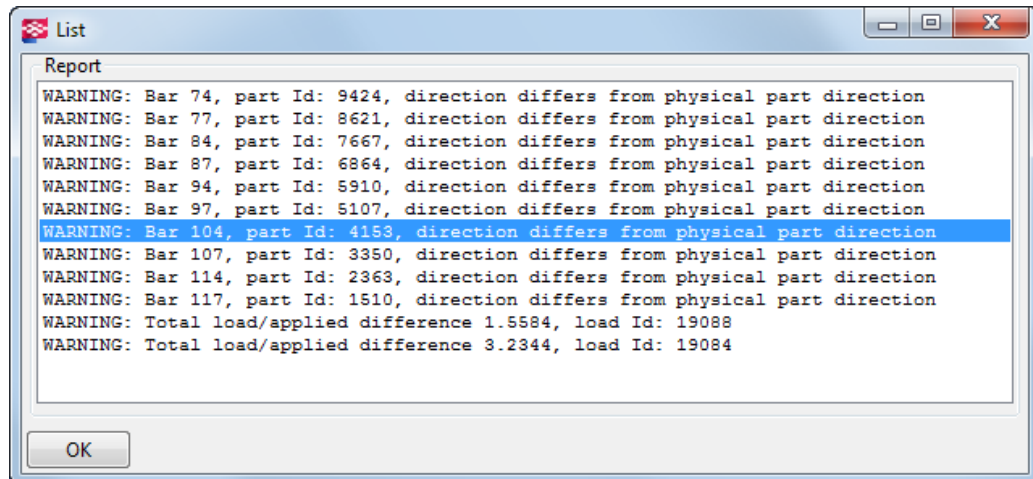 List
Report
WARNING: Bar 74, part Id: 9424, direction differs from physical part direction
WARNING: Bar 77, part Id: 8621, direction differs from physical part direction
WARNING: Bar 84, part Id: 7667, direction differs from physical part direction
WARNING: Bar 87, part Id: 6864, direction differs from physical part direction
WARNING: Bar 94, part Id: 5910, direction differs from physical part direction
WARNING: Bar 97, part Id: 5107, direction differs from physical part direction
WARNING: Bar 104, part Id: 4153, direction differs from physical part direction
WARNING: Bar 107, part Id: 3350, direction differs from physical part direction
WARNING: Bar 114, part Id: 2363, direction differs from physical part direction
WARNING: Bar 117, part Id: 1510, direction differs from physical part direction
WARNING: Total load/applied difference 1.5584, load Id: 19088
WARNING: Total load/applied difference 3.2344, load Id: 19084
OK